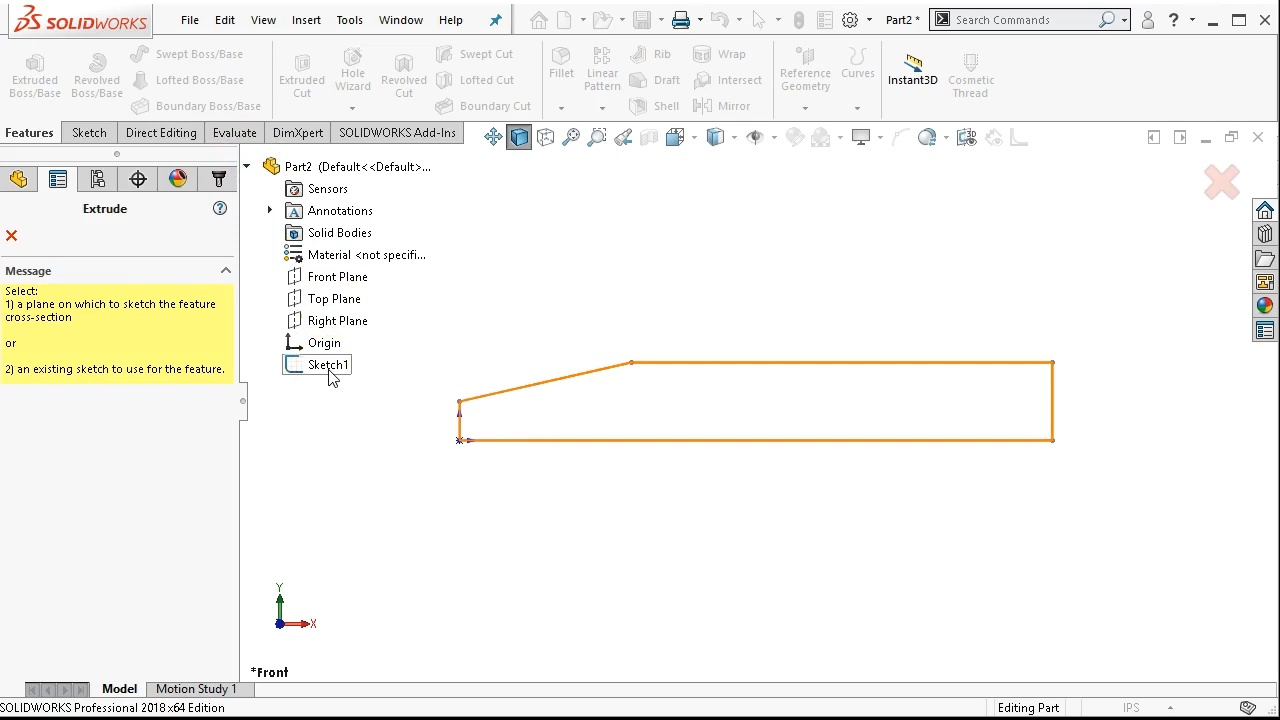 SOLIDWORKS File Edit View Insert Tools Window Help Part2 * Search Commands ?
Extruded Boss/Base
Revolved Boss/Base
Swept Boss/Base
Lofted Boss/Base
Boundary Boss/Base
Extruded Cut
Hole Wizard
Revolved Cut
Swept Cut
Lofted Cut
Boundary Cut
Fillet
Linear Pattern
Rib
Draft
Shell
Wrap
Intersect
Mirror
Reference Geometry
Curves
Instant3D
Cosmetic Thread
Features Sketch Direct Editing Evaluate DimXpert SOLIDWORKS Add-Ins
Extrude ?
Message
Select:
1) a plane on which to sketch the feature
cross-section
or
2) an existing sketch to use for the feature.
Part2 (Default<<Default>...
Sensors
A Annotations
Solid Bodies
Material <not specifi...
Front Plane
Top Plane
Right Plane
Origin
Sketch1
Y
X
*Front
Model Motion Study 1
SOLIDWORKS Professional 2018 x64 Edition Editing Part IPS